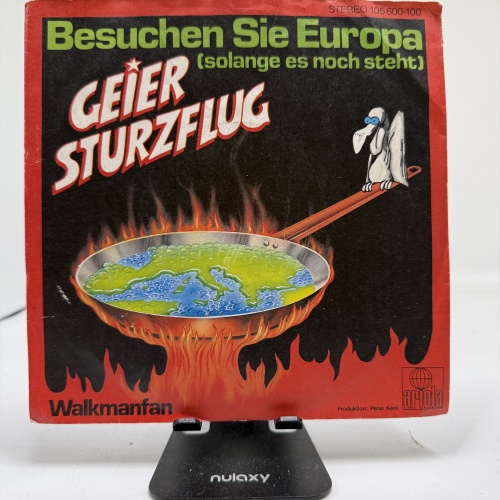 STEREO 105 600-100
Besuchen Sie Europa
(solange es noch steht)
GEIER
STURZFLUG
Walkmanfan
Produktion: Peter Kent
ariola
nulaxy